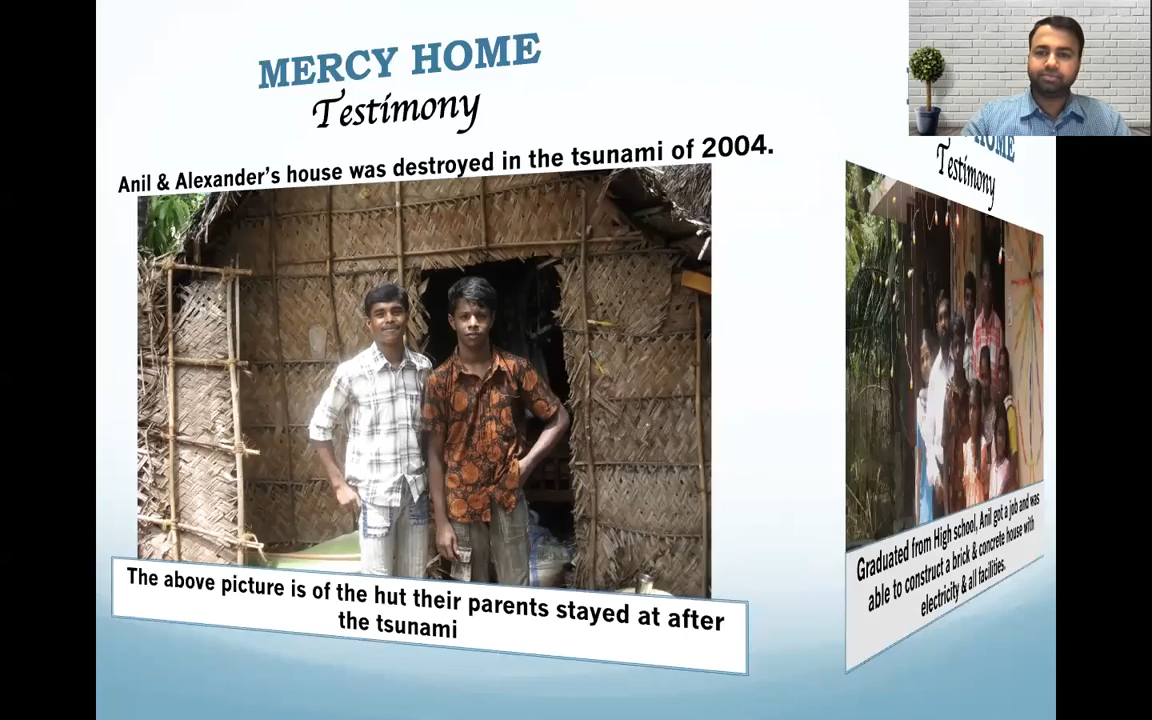 MERCY HOME
Testimony
Anil & Alexander's house was destroyed in the tsunami of 2004.
The above picture is of the hut their parents stayed at after
the tsunami
HOME
Testimony
Graduated from High school, Anil got a job and was
able to construct a brick & concrete house with
electricity & all facilities.